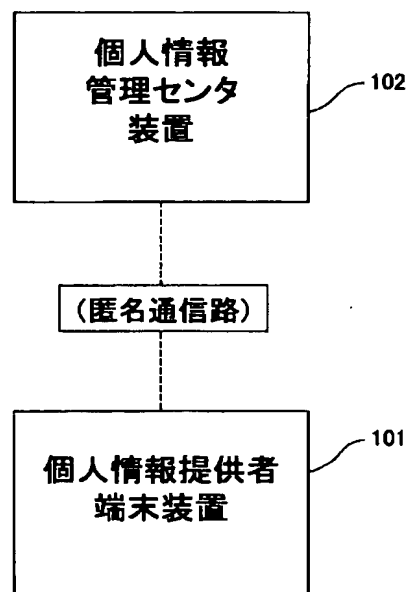 個人情報
管理センタ
装置
102
(匿名通信路)
101
個人情報提供者
端末装置